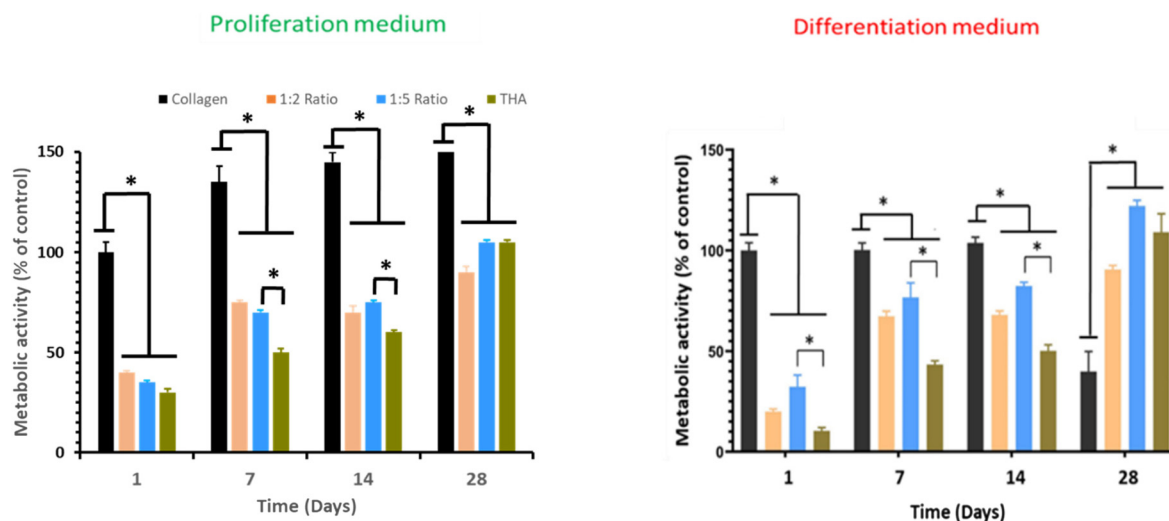 Proliferation medium
Collagen 1:2 Ratio 1:5 Ratio THA
Metabolic activity (% of control)
150
100
50
0
* * * * * *
1 7 14 28
Time (Days)
Differentiation medium
Metabolic activity (% of control)
150
100
50
0
* * * * * * *
1 7 14 28
Time (Days)